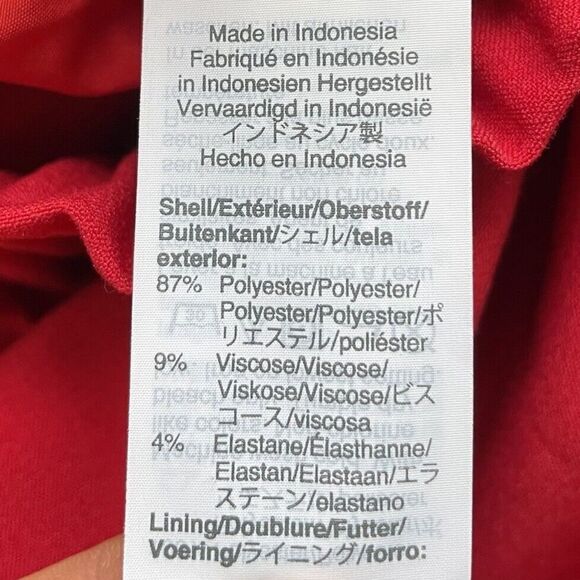 Made in Indonesia
Fabriqué en Indonésie
in Indonesien Hergestellt
Vervaardigd in Indonesië
インドネシア製
Hecho en Indonesia
Shell/Extérieur/Oberstoff/
Buitenkant/シェル/tela
exterior:
87% Polyester/Polyester/
Polyester/Polyester/ポ
リエステル/poliéster
9% Viscose/Viscose/
Viskose/Viscose/ビス
コース/viscosa
4% Elastane/Élasthanne/
Elastan/Elastaan/エラ
ステーン/elastano
Lining/Doublure/Futter/
Voering/ライニング/forro: